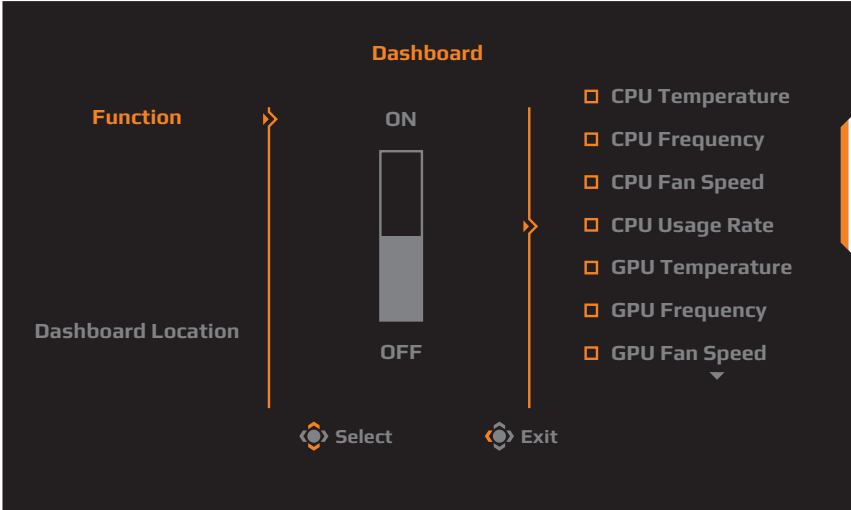 Dashboard
Function
Dashboard Location
ON
OFF
CPU Temperature
CPU Frequency
CPU Fan Speed
CPU Usage Rate
GPU Temperature
GPU Frequency
GPU Fan Speed
Select
Exit